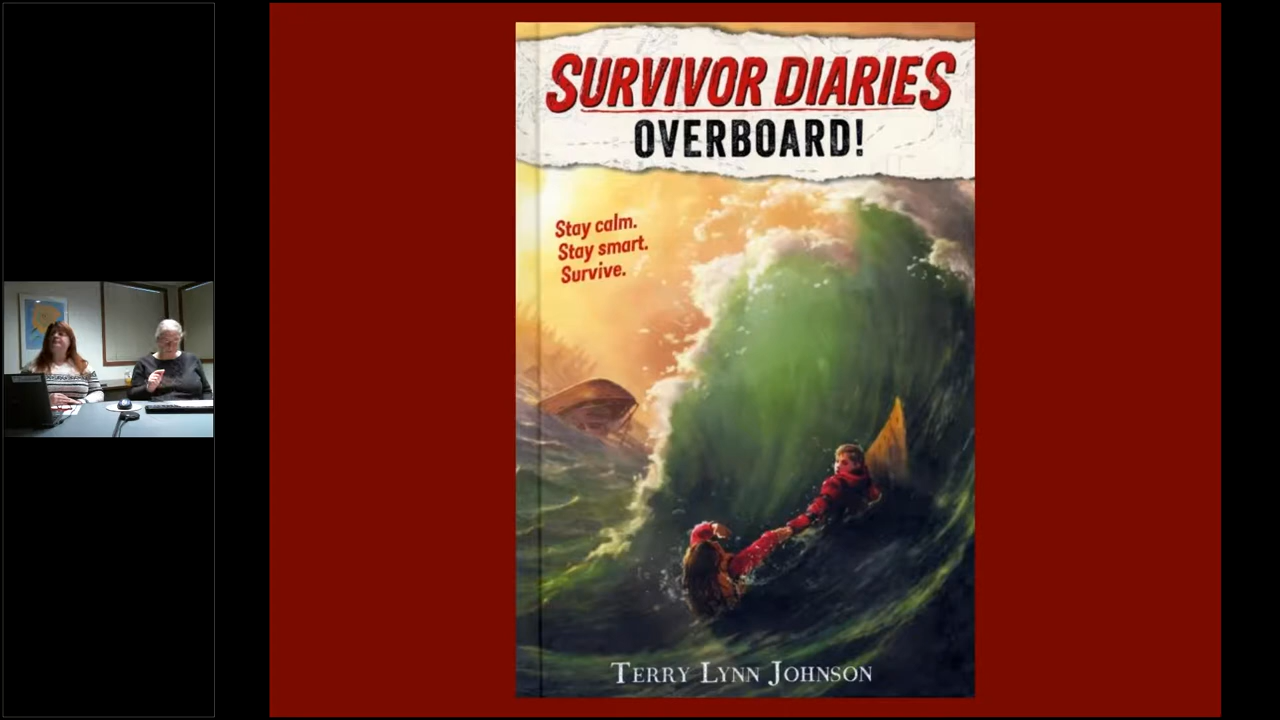 SURVIVOR DIARIES
OVERBOARD!
Stay calm.
Stay smart.
Survive.
TERRY LYNN JOHNSON